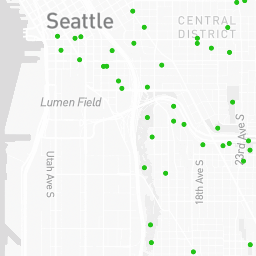 Seattle
CENTRAL
DISTRICT
Lumen Field
Utah Ave S
18th Ave S
23rd Ave S